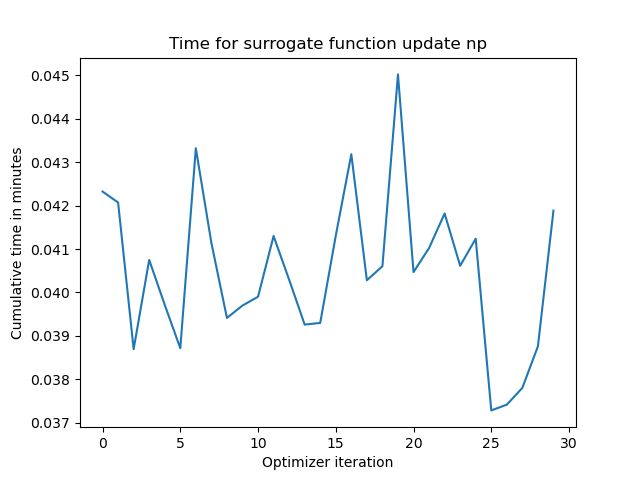 Time for surrogate function update np
Cumulative time in minutes
0.045
0.044
0.043
0.042
0.041
0.040
0.039
0.038
0.037
0 5 10 15 20 25 30
Optimizer iteration